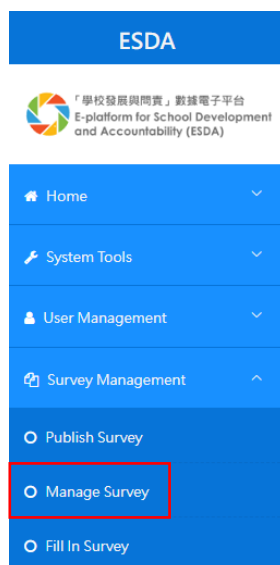 ESDA
「學校發展與問責」數據電子平台
E-platform for School Development
and Accountability (ESDA)
Home
System Tools
User Management
Survey Management
Publish Survey
Manage Survey
Fill In Survey